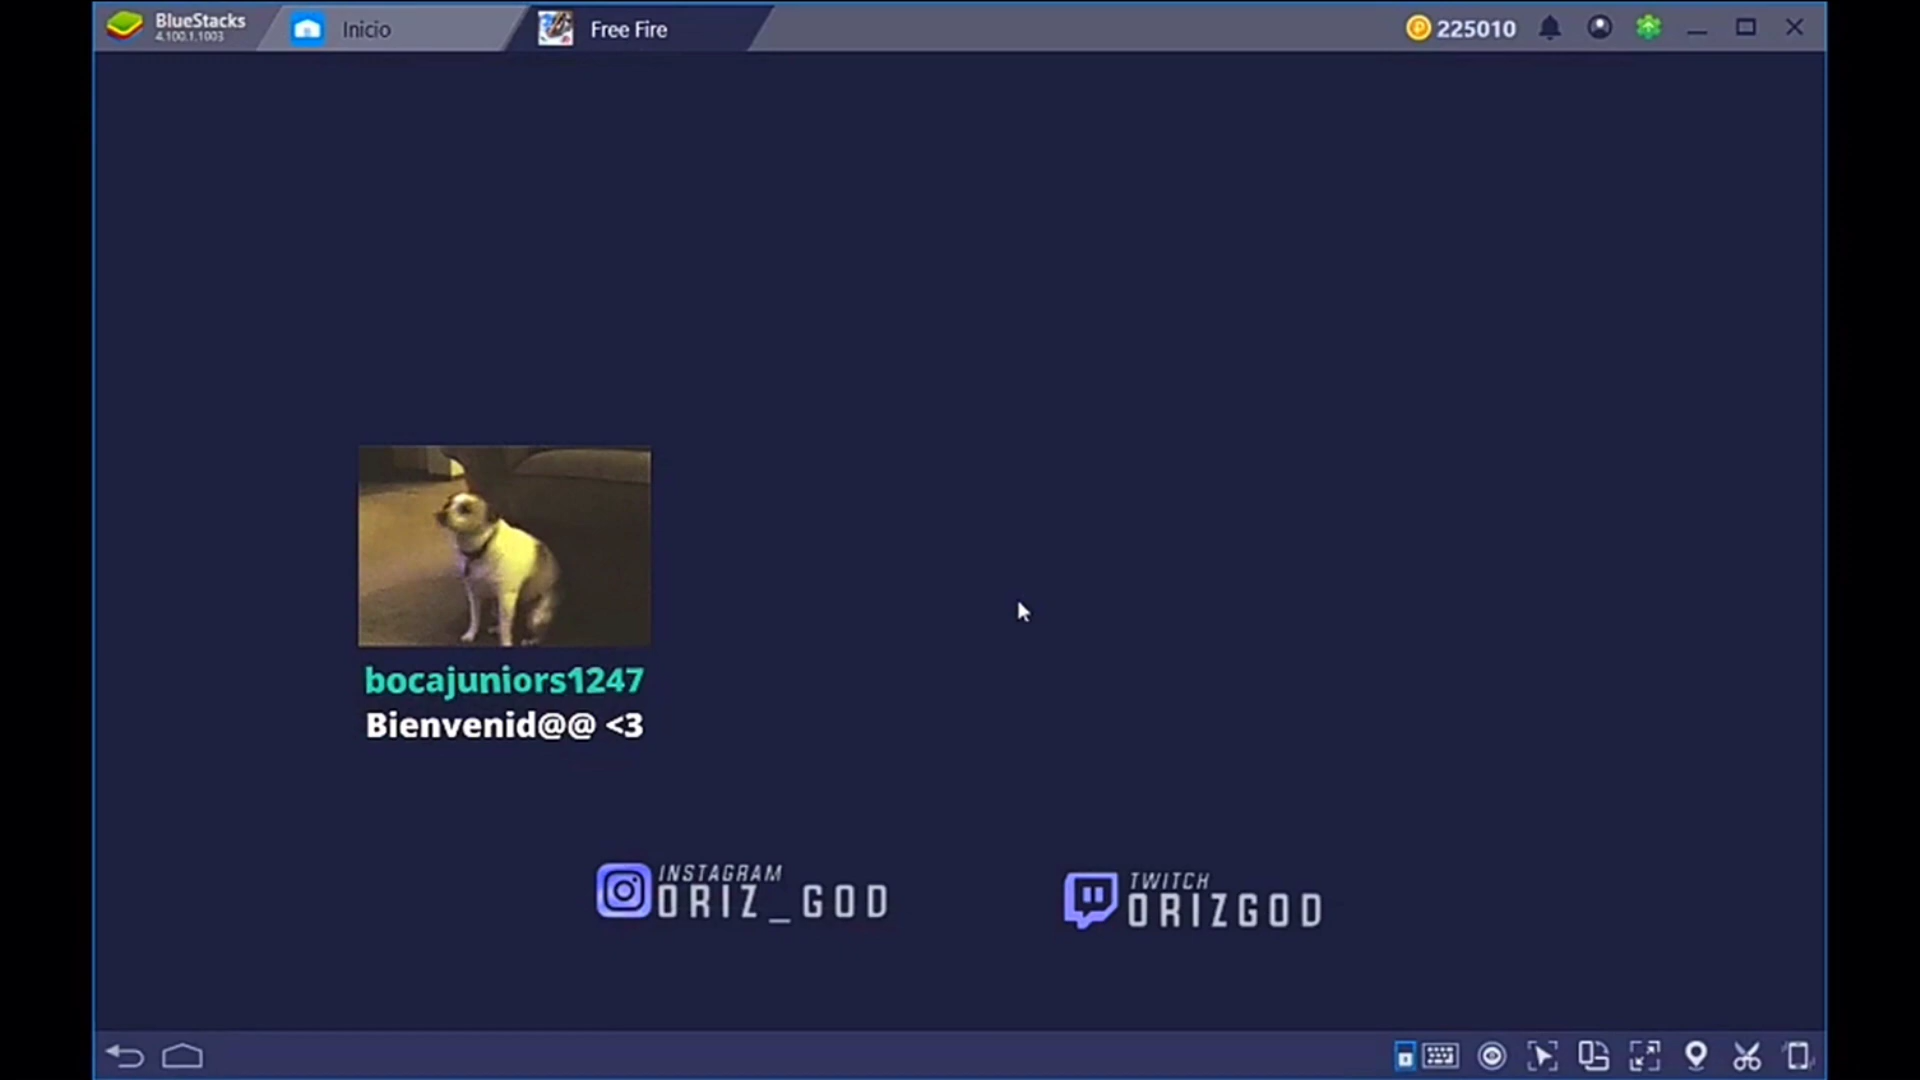 BlueStacks
4.100.1.1003
Inicio
Free Fire
225010
bocajuniors1247
Bienvenid@@ <3
INSTAGRAM
ORIZ_GOD
TWITCH
ORIZGOD